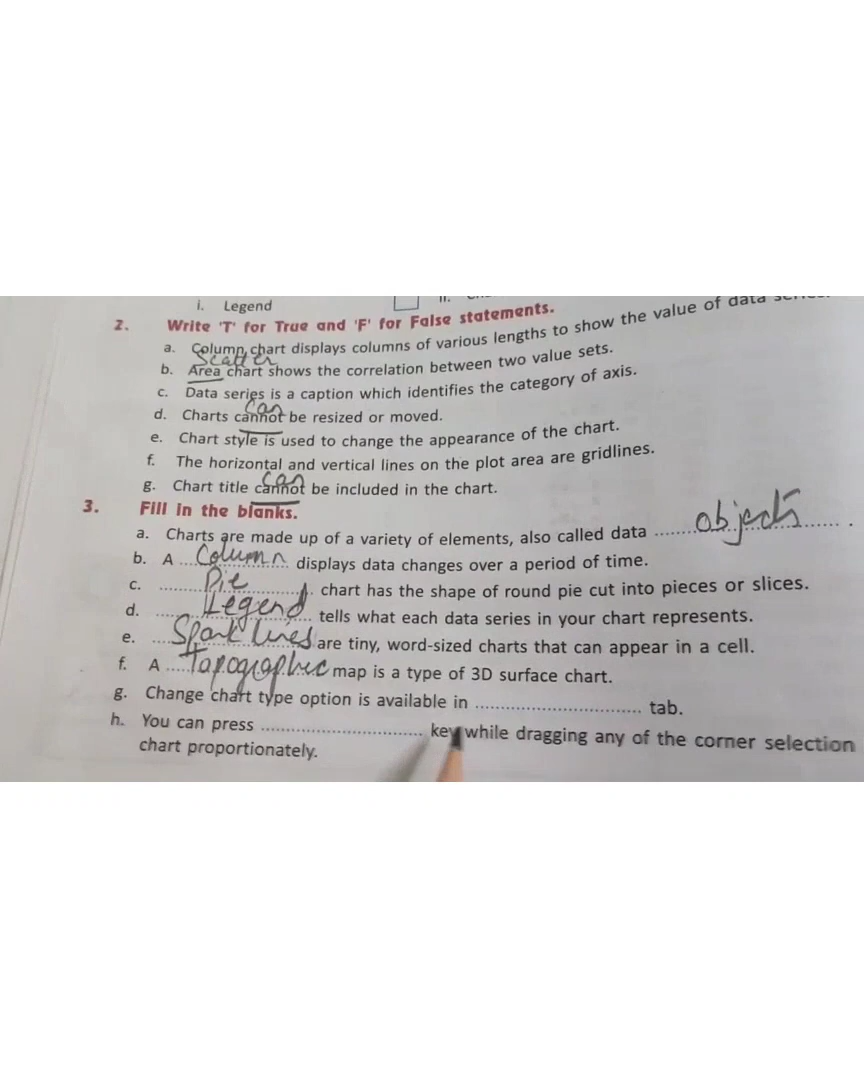 i. Legend
ii.
2. Write 'T' for True and 'F' for False statements.
a. Column chart displays columns of various lengths to show the value of data
Scatter
b. Area chart shows the correlation between two value sets.
c. Data series is a caption which identifies the category of axis.
can
d. Charts cannot be resized or moved.
e. Chart style is used to change the appearance of the chart.
f. The horizontal and vertical lines on the plot area are gridlines.
can
g. Chart title cannot be included in the chart.
3. Fill in the blanks.
a. Charts are made up of a variety of elements, also called data objects.
b. A Column displays data changes over a period of time.
c. Pie chart has the shape of round pie cut into pieces or slices.
d. Legend tells what each data series in your chart represents.
e. Spark lines are tiny, word-sized charts that can appear in a cell.
f. A Topographic map is a type of 3D surface chart.
g. Change chart type option is available in .............................. tab.
h. You can press .............................. key while dragging any of the corner selection
chart proportionately.